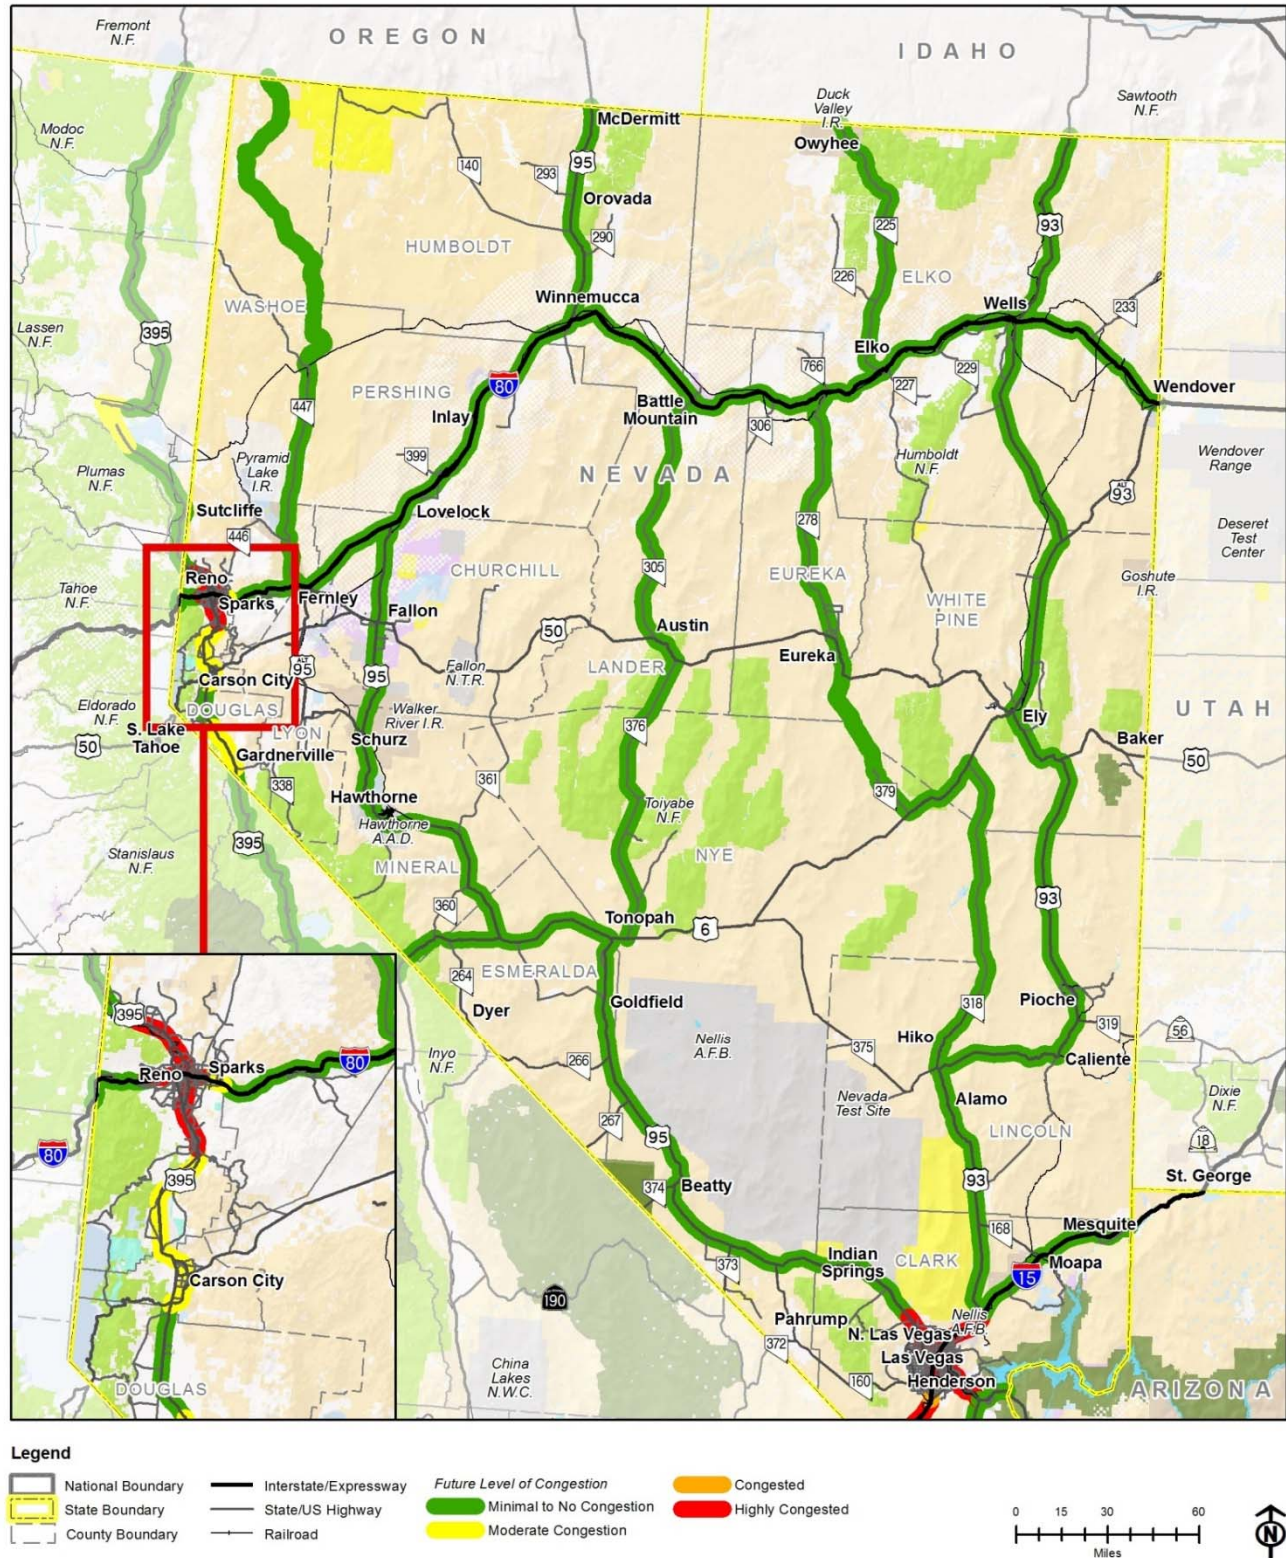 Fremont
N.F.
OREGON
IDAHO
Duck
Valley
I.R.
Sawtooth
N.F.
McDermitt
Owyhee
Modoc
N.F.
140
293
95
Orovada
225
93
290
HUMBOLDT
226
ELKO
Winnemucca
Wells
WASHOE
233
Lassen
N.F.
395
Elko
80
766
229
227
Wendover
PERSHING
Inlay
Battle
Mountain
447
306
399
Pyramid
Lake
I.R.
Humboldt
N.F.
Wendover
Range
Plumas
N.F.
NEVADA
ALT
93
Sutcliffe
Lovelock
278
446
Deseret
Test
Center
CHURCHILL
305
EUREKA
Goshute
I.R.
Reno
Tahoe
N.F.
Sparks
Fernley
Fallon
WHITE
PINE
50
Austin
Eureka
ALT
95
Fallon
N.T.R.
LANDER
Carson City
95
Eldorado
N.F.
DOUGLAS
Walker
River I.R.
UTAH
Ely
S. Lake
Tahoe
LYON
376
Baker
50
Schurz
Gardnerville
50
338
361
379
Hawthorne
Toiyabe
N.F.
Hawthorne
A.A.D.
395
Stanislaus
N.F.
NYE
MINERAL
93
360
Tonopah
6
ESMERALDA
264
Goldfield
Pioche
395
Dyer
318
319
56
Nellis
A.F.B.
Hiko
Sparks
80
Inyo
N.F.
375
Caliente
Reno
266
Dixie
N.F.
Nevada
Test Site
Alamo
267
LINCOLN
95
18
80
395
93
St. George
374
Beatty
168
Mesquite
373
Indian
Springs
CLARK
Moapa
15
Carson City
190
Pahrump
N. Las Vegas
Nellis
A.F.B.
372
Las Vegas
China
Lakes
N.W.C.
160
Henderson
DOUGLAS
ARIZONA
Legend
National Boundary
State Boundary
County Boundary
Interstate/Expressway
State/US Highway
Railroad
Future Level of Congestion
Minimal to No Congestion
Moderate Congestion
Congested
Highly Congested
0 15 30 60
Miles
N